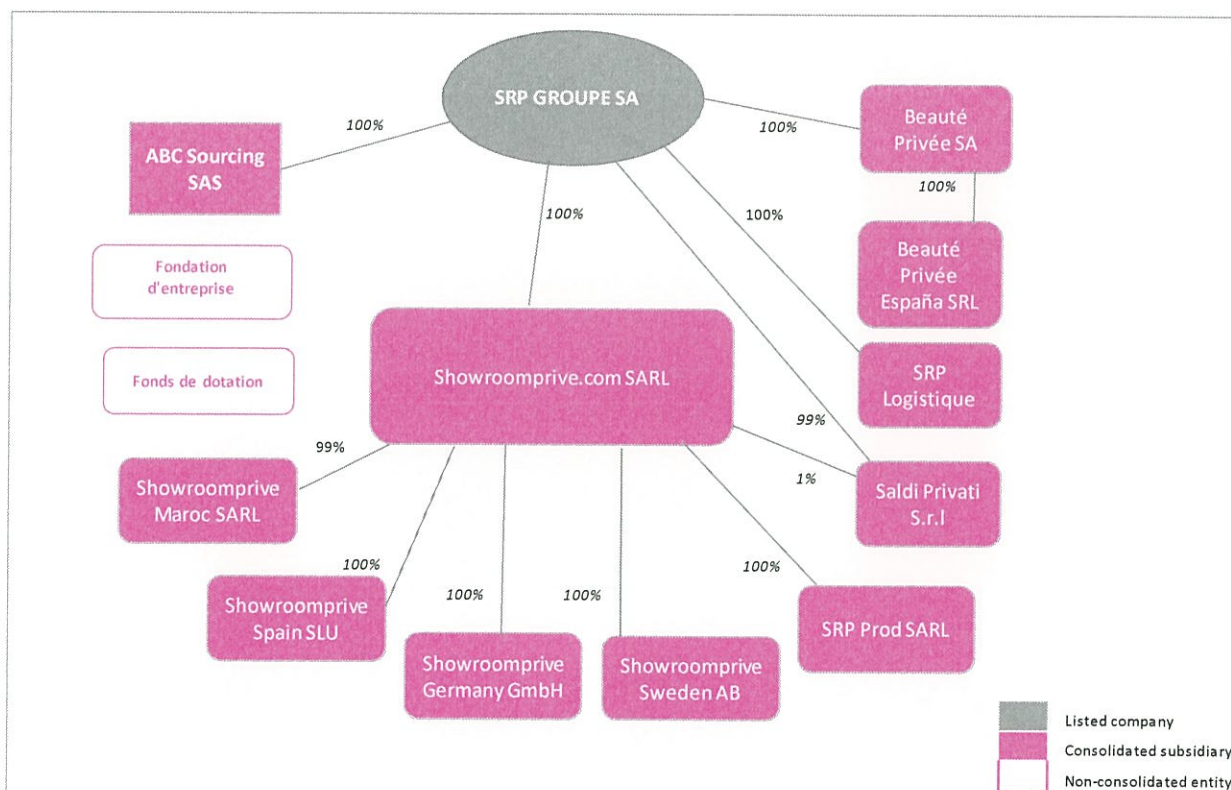 SRP GROUPE SA
100%
ABC Sourcing
SAS
100%
Beauté
Privée SA
100%
100%
100%
Fondation
d'entreprise
Beauté
Privée
España SRL
Fonds de dotation
Showroomprive.com SARL
SRP
Logistique
99%
99%
1%
Showroomprive
Maroc SARL
Saldi Privati
S.r.l
100%
100%
100%
100%
Showroomprive
Spain SLU
SRP Prod SARL
Showroomprive
Germany GmbH
Showroomprive
Sweden AB
Listed company
Consolidated subsidiary
Non-consolidated entity